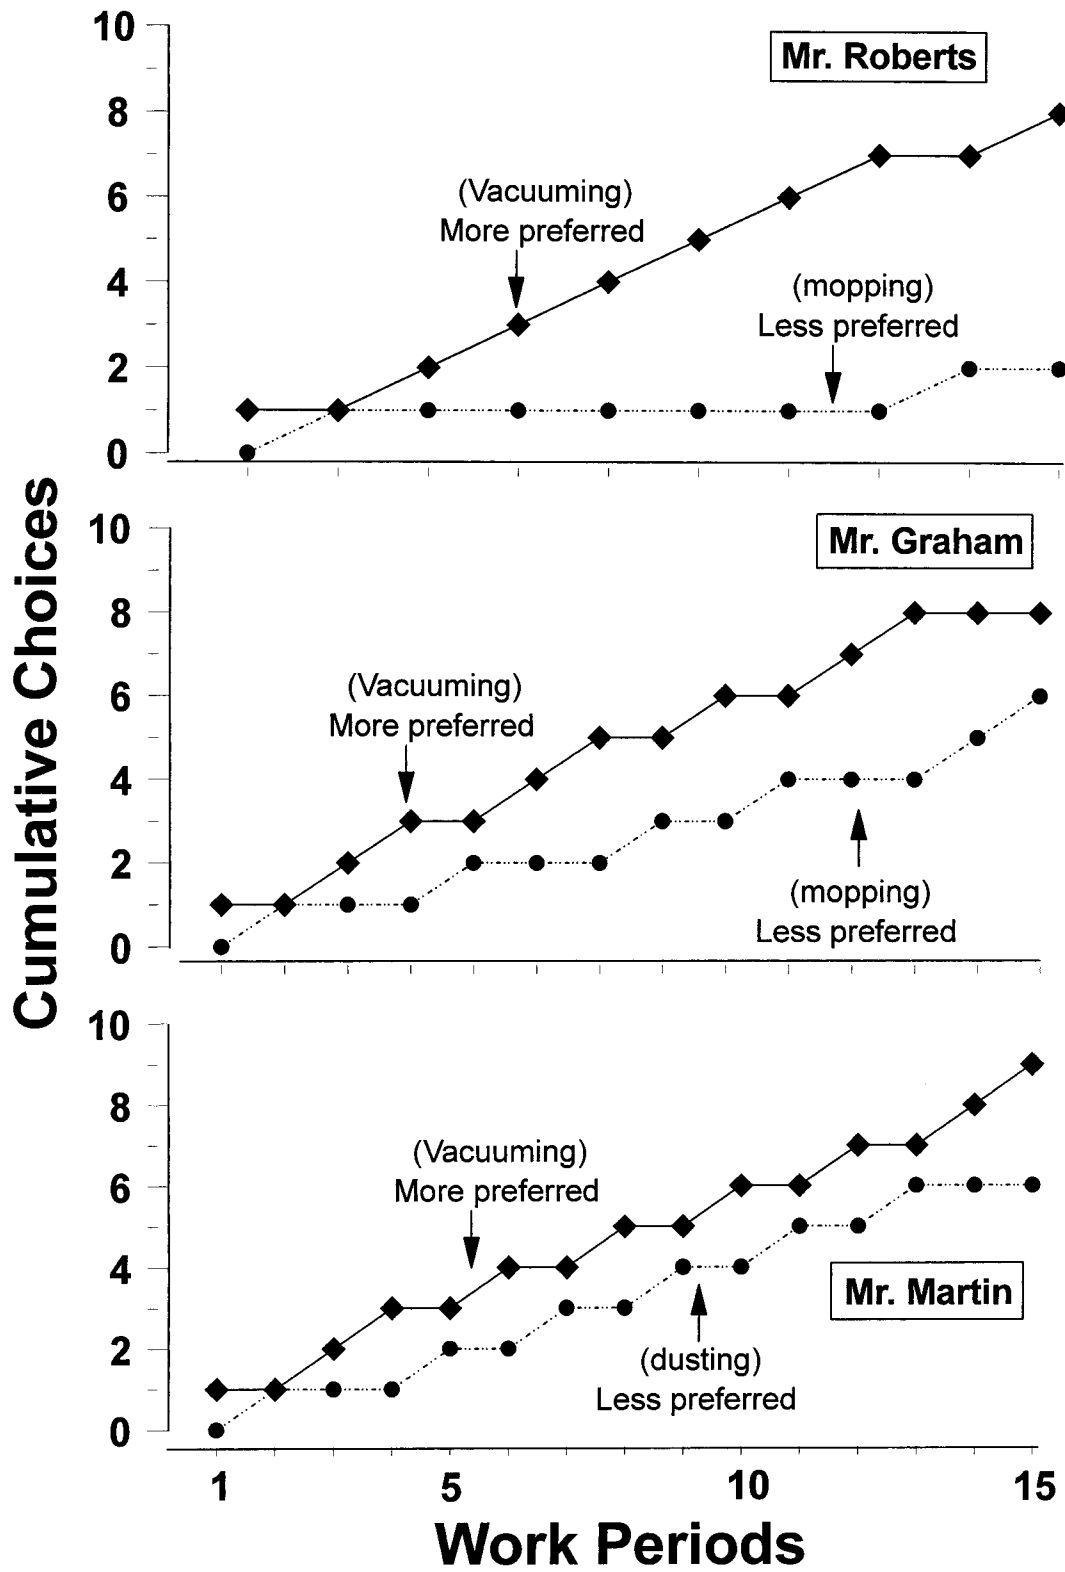 Cumulative Choices
10
8
6
4
2
0
Mr. Roberts
(Vacuuming)
More preferred
(mopping)
Less preferred
10
8
6
4
2
0
Mr. Graham
(Vacuuming)
More preferred
(mopping)
Less preferred
10
8
6
4
2
0
(Vacuuming)
More preferred
Mr. Martin
(dusting)
Less preferred
1 5 10 15
Work Periods